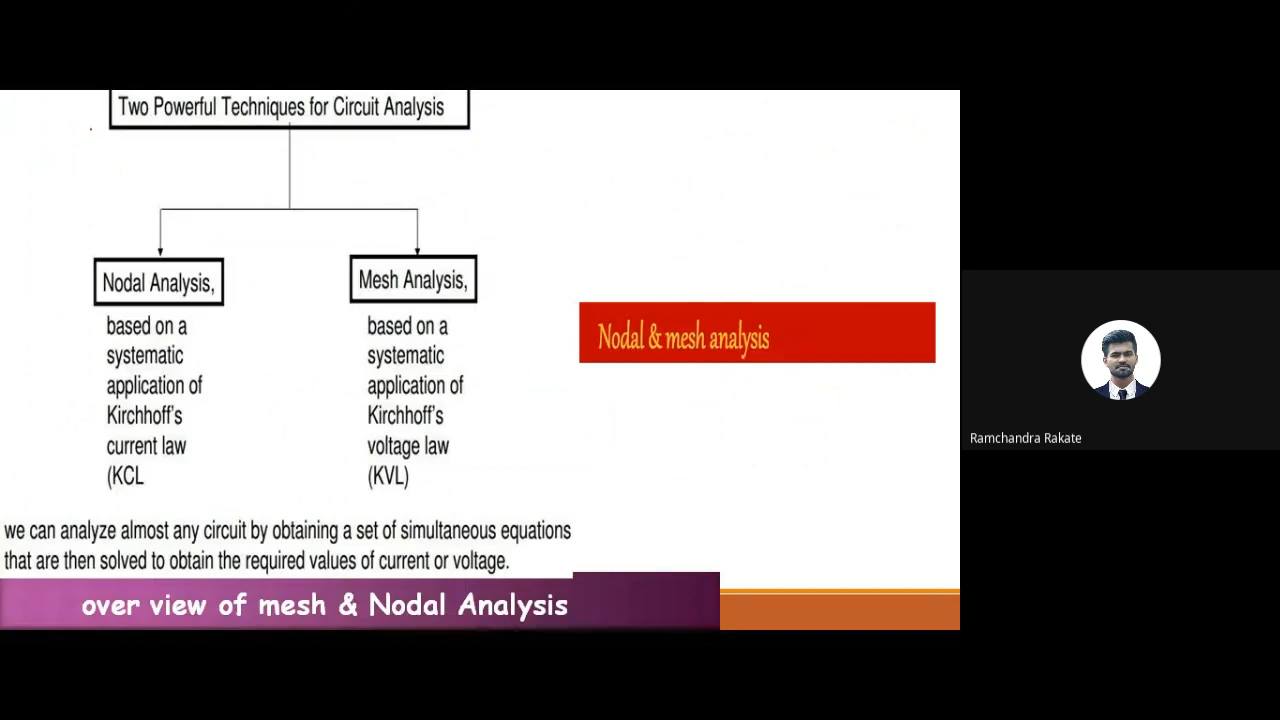 Two Powerful Techniques for Circuit Analysis
Nodal Analysis,
based on a
systematic
application of
Kirchhoff's
current law
(KCL
Mesh Analysis,
based on a
systematic
application of
Kirchhoff's
voltage law
(KVL)
we can analyze almost any circuit by obtaining a set of simultaneous equations
that are then solved to obtain the required values of current or voltage.
over view of mesh & Nodal Analysis
Nodal & mesh analysis
Ramchandra Rakate